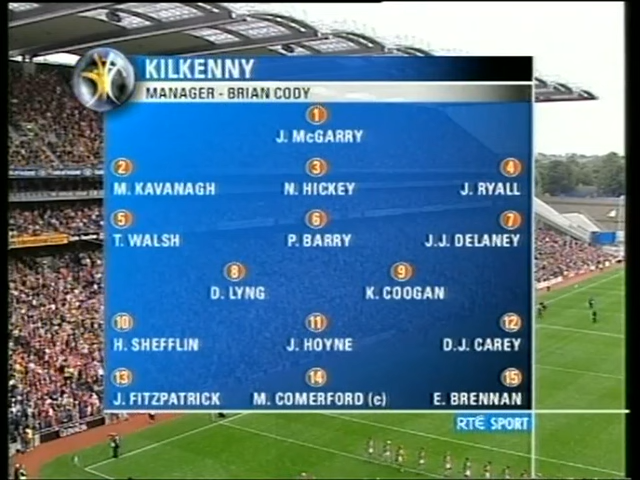 KILKENNY
MANAGER - BRIAN CODY
1
J. McGARRY
2 3 4
M. KAVANAGH N. HICKEY J. RYALL
5 6 7
T. WALSH P. BARRY J.J. DELANEY
8 9
D. LYNG K. COOGAN
10 11 12
H. SHEFFLIN J. HOYNE D.J. CAREY
13 14 15
J. FITZPATRICK M. COMERFORD (c) E. BRENNAN
RTÉ SPORT